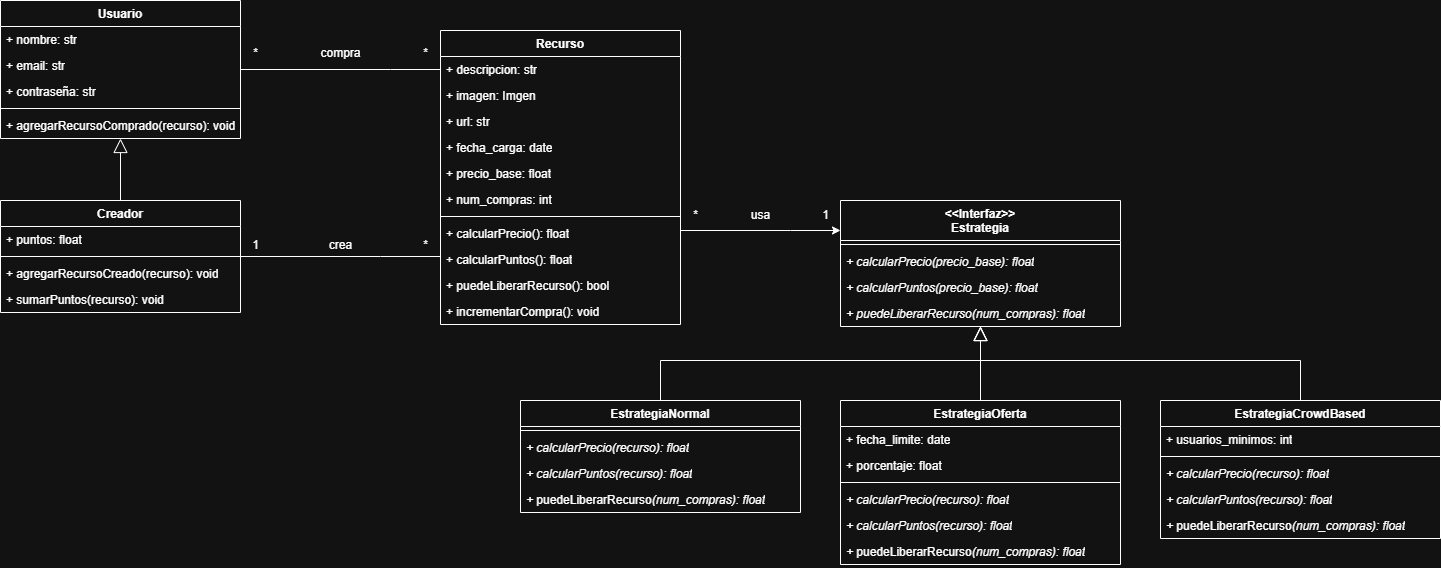 Usuario
+ nombre: str
+ email: str
+ contraseña: str
+ agregarRecursoComprado(recurso): void
* compra *
Recurso
+ descripcion: str
+ imagen: Imgen
+ url: str
+ fecha_carga: date
+ precio_base: float
+ num_compras: int
+ calcularPrecio(): float
+ calcularPuntos(): float
+ puedeLiberarRecurso(): bool
+ incrementarCompra(): void
Creador
+ puntos: float
+ agregarRecursoCreado(recurso): void
+ sumarPuntos(recurso): void
1 crea *
* usa 1
<<Interfaz>>
Estrategia
+ calcularPrecio(precio_base): float
+ calcularPuntos(precio_base): float
+ puedeLiberarRecurso(num_compras): float
EstrategiaNormal
+ calcularPrecio(recurso): float
+ calcularPuntos(recurso): float
+ puedeLiberarRecurso(num_compras): float
EstrategiaOferta
+ fecha_limite: date
+ porcentaje: float
+ calcularPrecio(recurso): float
+ calcularPuntos(recurso): float
+ puedeLiberarRecurso(num_compras): float
EstrategiaCrowdBased
+ usuarios_minimos: int
+ calcularPrecio(recurso): float
+ calcularPuntos(recurso): float
+ puedeLiberarRecurso(num_compras): float